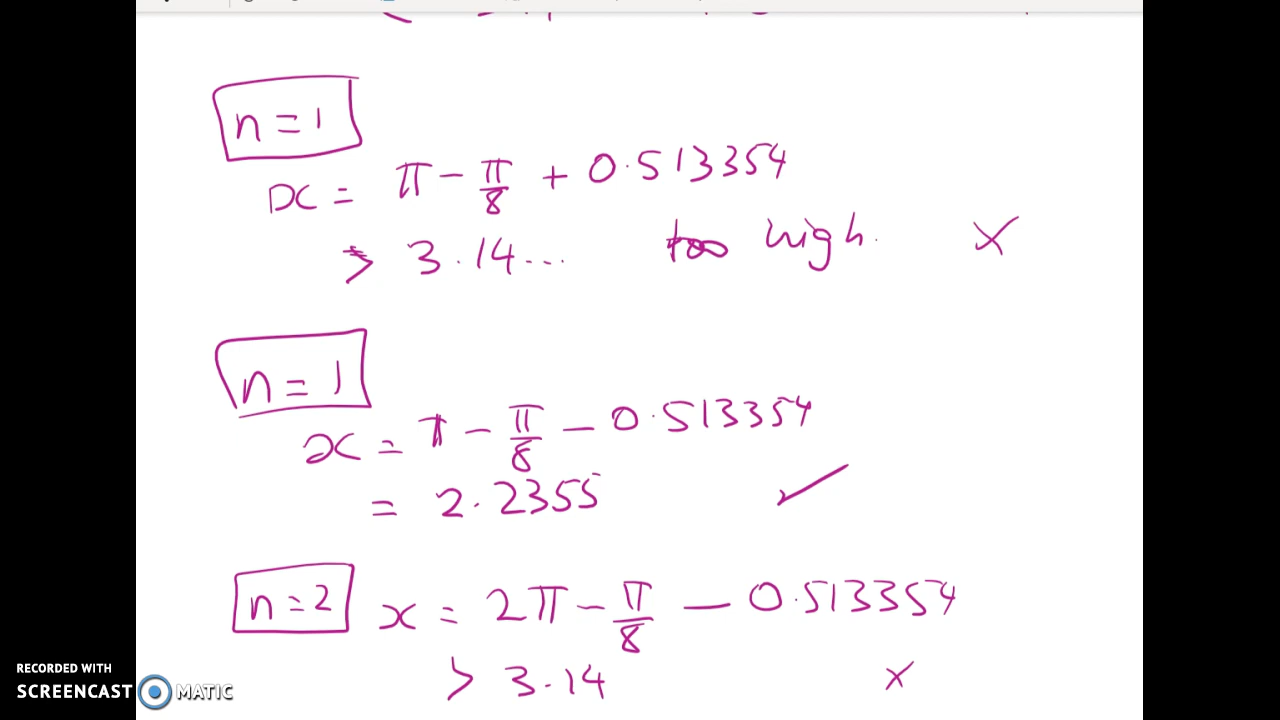 n = 1
x = π - π/8 + 0.513354
> 3.14... too high. ×
n = 1
x = π - π/8 - 0.513354
= 2.2355 ✓
n = 2 x = 2π - π/8 - 0.513354
> 3.14 ×
RECORDED WITH
SCREENCAST MATIC